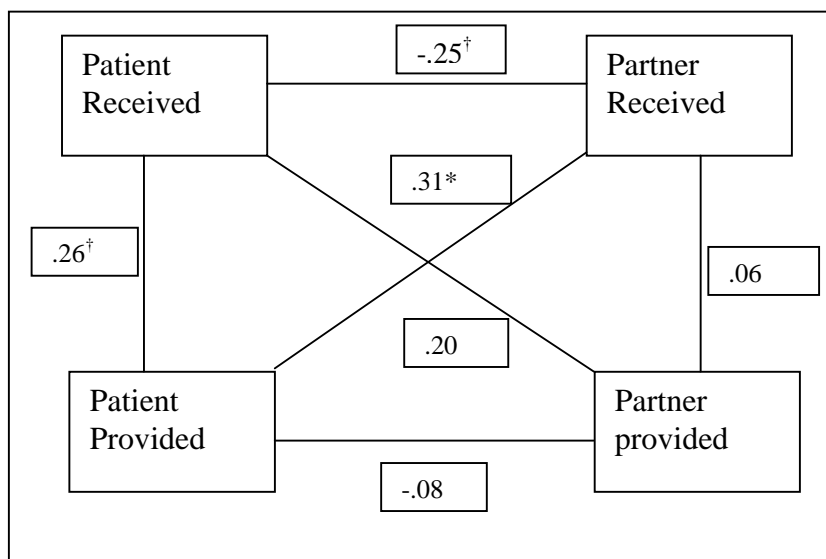 Patient
Received
-.25†
Partner
Received
.31*
.26†
.06
.20
Patient
Provided
Partner
provided
-.08